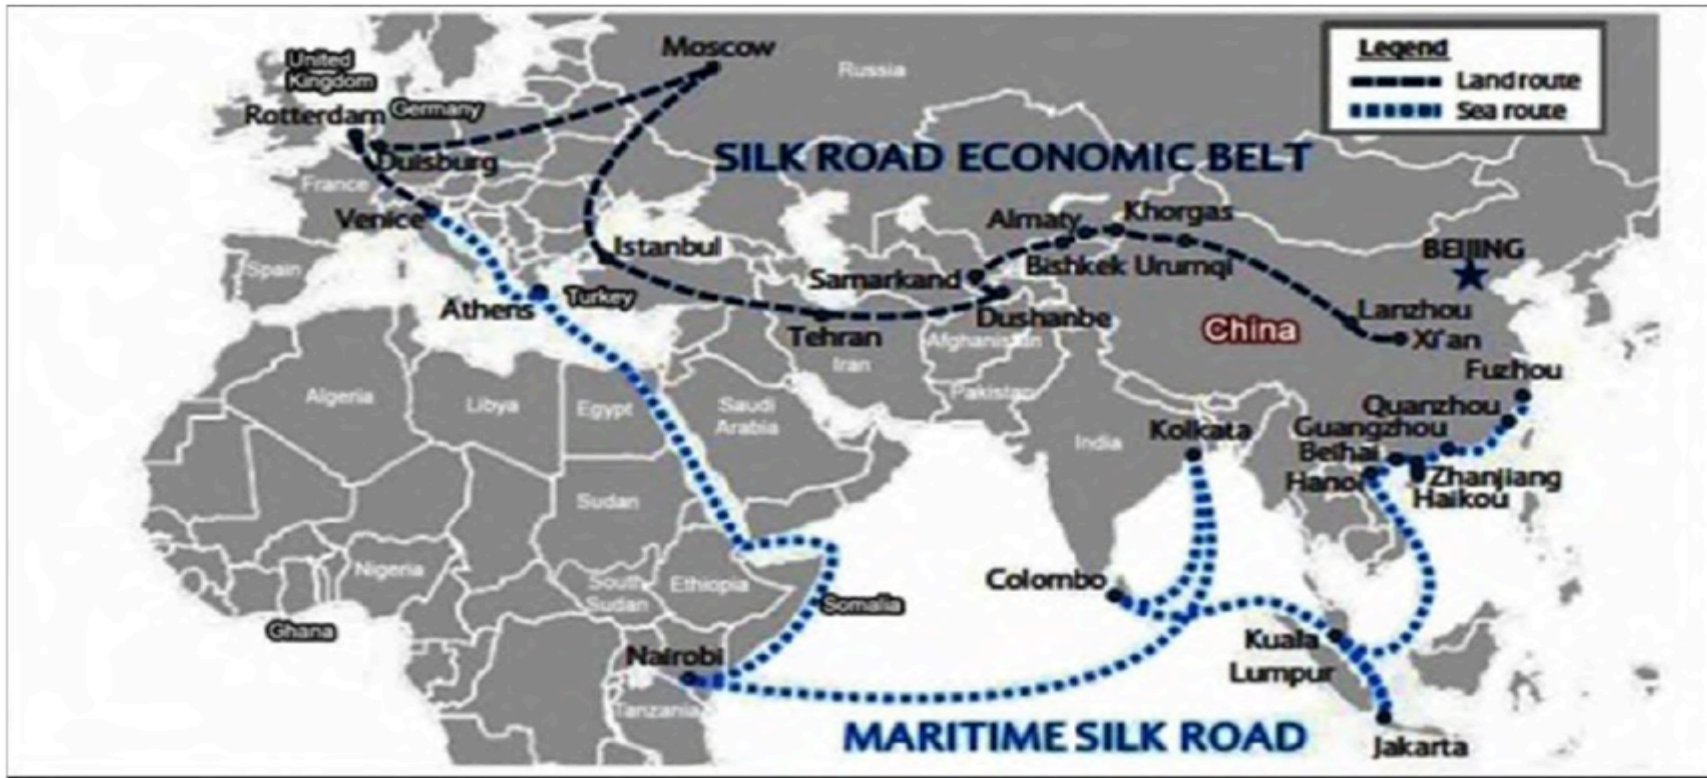 Moscow
Legend
Land route
Sea route
United
Kingdom
Russia
Rotterdam
Germany
SILK ROAD ECONOMIC BELT
Duisburg
France
Venice
Almaty
Khorgas
Istanbul
BEIJING
Spain
Samarkand
Bishkek Urumqi
Athens
Turkey
Lanzhou
Dushanbe
Tehran
China
Xi'an
Afghanistan
Iran
Fuzhou
Pakistan
Algeria
Libya
Egypt
Saudi
Arabia
Quanzhou
Guangzhou
India
Kolkata
Beihai
Hanoi
Zhanjiang
Haikou
Sudan
Nigeria
South
Sudan
Ethiopia
Colombo
Somalia
Ghana
Kuala
Lumpur
Nairobi
Tanzania
MARITIME SILK ROAD
Jakarta